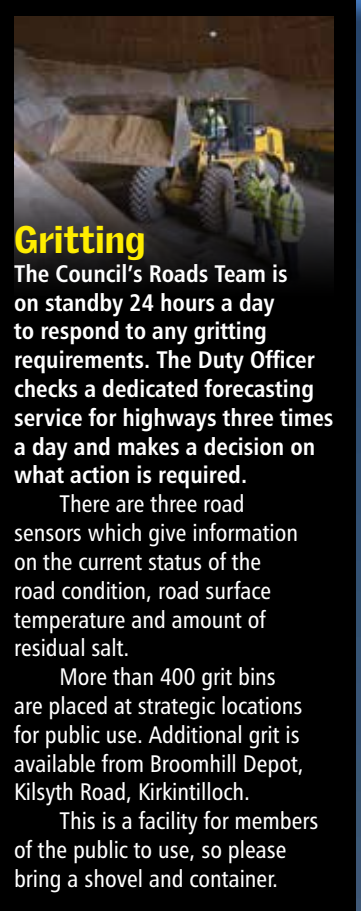 Gritting
The Council's Roads Team is
on standby 24 hours a day
to respond to any gritting
requirements. The Duty Officer
checks a dedicated forecasting
service for highways three times
a day and makes a decision on
what action is required.
There are three road
sensors which give information
on the current status of the
road condition, road surface
temperature and amount of
residual salt.
More than 400 grit bins
are placed at strategic locations
for public use. Additional grit is
available from Broomhill Depot,
Kilsyth Road, Kirkintilloch.
This is a facility for members
of the public to use, so please
bring a shovel and container.